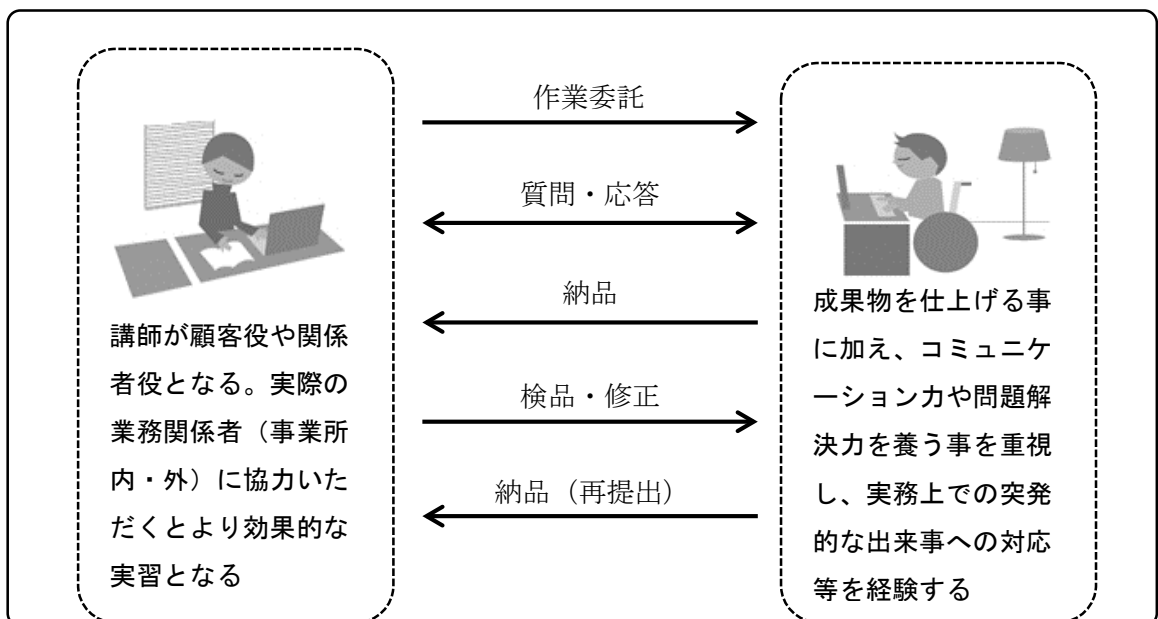 作業委託
質問・応答
納品
検品・修正
納品（再提出）
講師が顧客役や関係
者役となる。実際の
業務関係者（事業所
内・外）に協力いた
だくとより効果的な
実習となる
成果物を仕上げる事
に加え、コミュニケ
ーション力や問題解
決力を養う事を重視
し、実務上での突発
的な出来事への対応
等を経験する